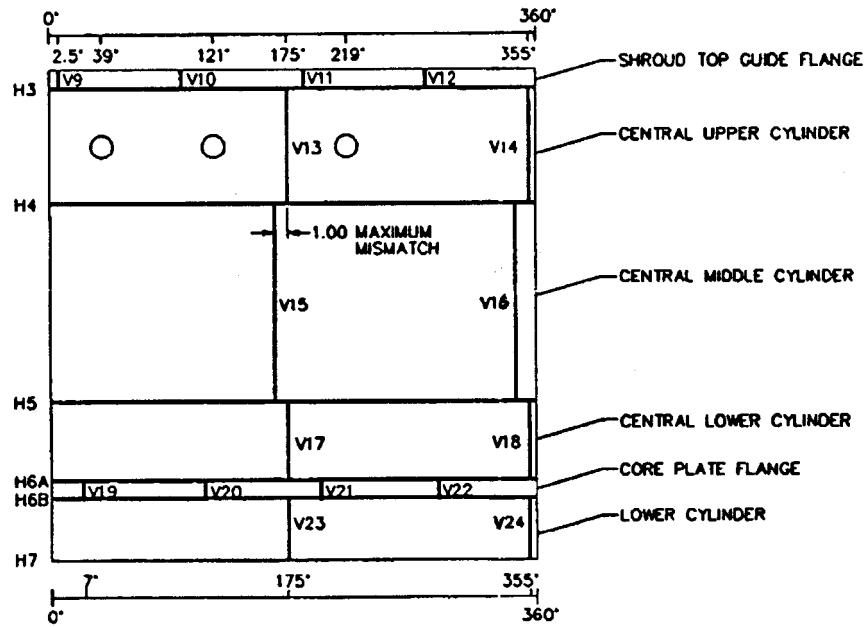 0° 360°
2.5° 39° 121° 175° 219° 355°
V9 V10 V11 V12 SHROUD TOP GUIDE FLANGE
H3
V13 V14 CENTRAL UPPER CYLINDER
H4
1.00 MAXIMUM
MISMATCH
CENTRAL MIDDLE CYLINDER
V15 V16
H5
V17 V18 CENTRAL LOWER CYLINDER
H6A
V19 V20 V21 V22 CORE PLATE FLANGE
H6B
V23 V24 LOWER CYLINDER
H7
7° 175° 355°
0° 360°